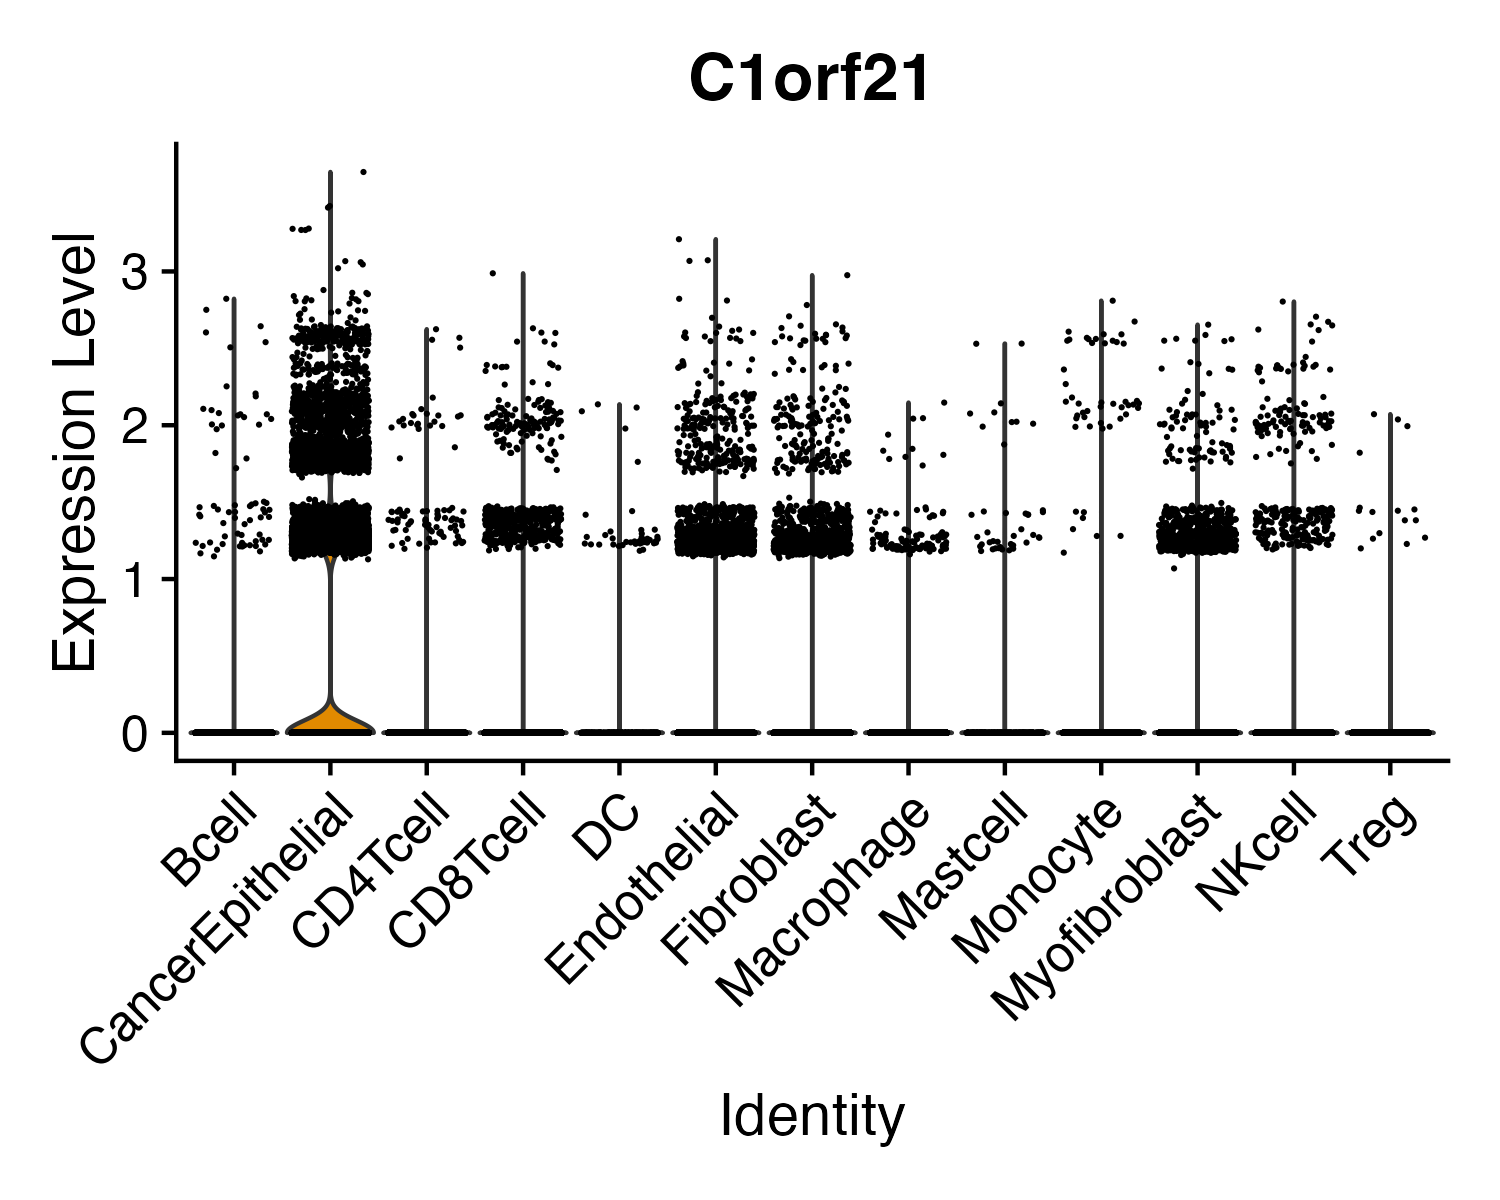 C1orf21
Expression Level
3
2
1
0
Bcell
CancerEpithelial
CD4Tcell
CD8Tcell
DC
Endothelial
Fibroblast
Macrophage
Mastcell
Monocyte
Myofibroblast
NKcell
Treg
Identity